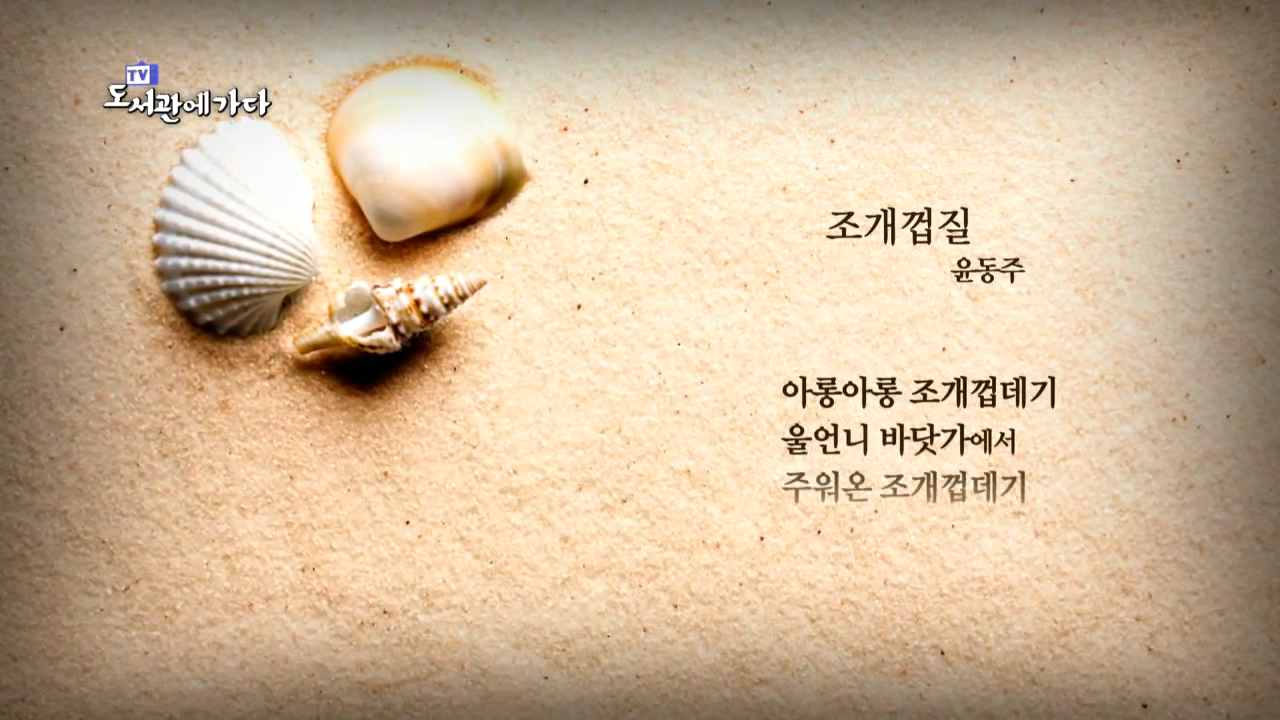 TV
도서관에가다
조개껍질
윤동주
아롱아롱 조개껍데기
울언니 바닷가에서
주워온 조개껍데기